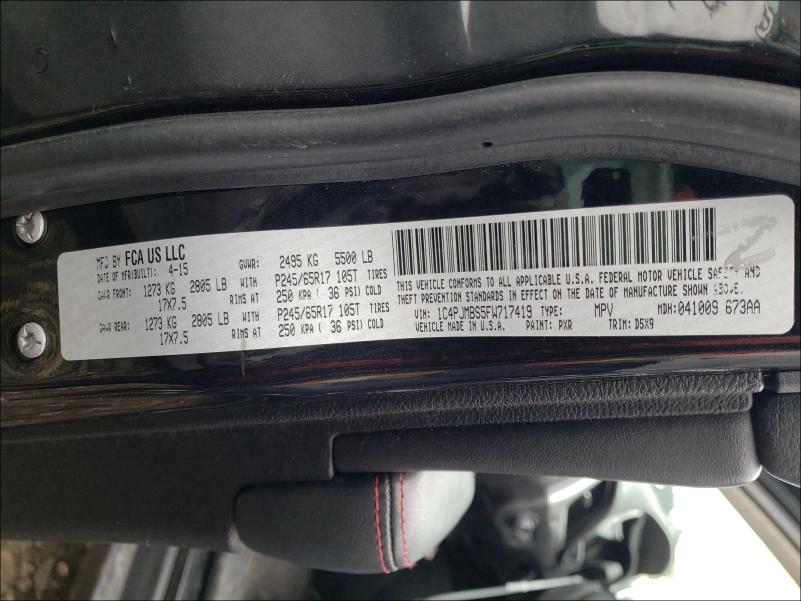 MFD BY FCA US LLC
DATE OF MFR(BUILT): 4-15 GVWR: 2495 KG 5500 LB
GAWR FRONT: 1273 KG 2805 LB WITH P245/65R17 105T TIRES
17X7.5 RIMS AT 250 KPA ( 36 PSI) COLD
GAWR REAR: 1273 KG 2805 LB WITH P245/65R17 105T TIRES
17X7.5 RIMS AT 250 KPA ( 36 PSI) COLD
THIS VEHICLE CONFORMS TO ALL APPLICABLE U.S.A. FEDERAL MOTOR VEHICLE SAFETY AND
THEFT PREVENTION STANDARDS IN EFFECT ON THE DATE OF MANUFACTURE SHOWN ABOVE.
VIN: 1C4PJMBS5FW717419 TYPE: MPV MDH: 041009 673AA
MADE IN U.S.A PAINT: PXR TRIM: D5X9
Z